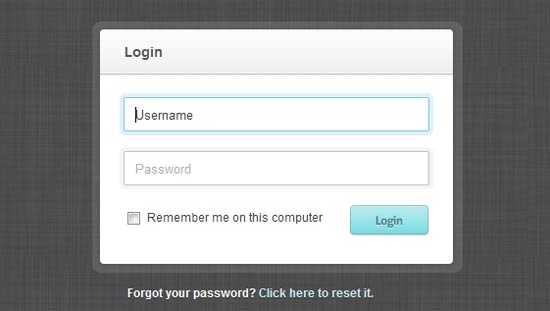 Login
Username
Password
Remember me on this computer
Login
Forgot your password? Click here to reset it.